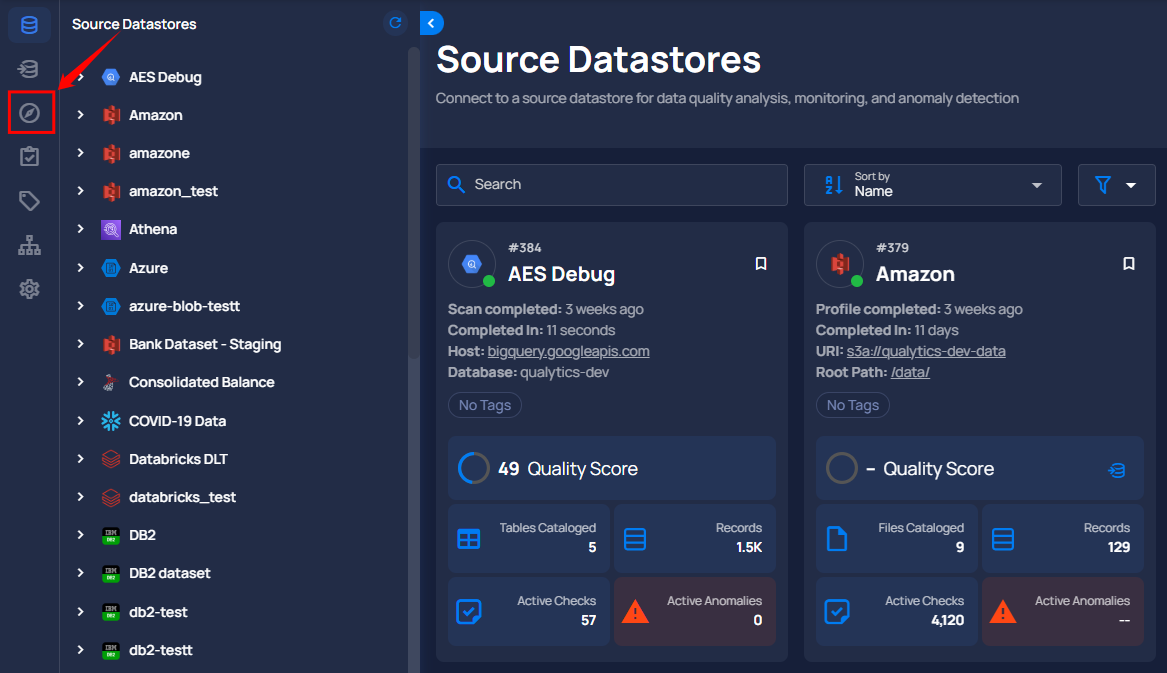 Source Datastores
AES Debug
Amazon
amazone
amazon_test
Athena
Azure
azure-blob-testt
Bank Dataset - Staging
Consolidated Balance
COVID-19 Data
Databricks DLT
databricks_test
DB2
DB2 dataset
db2-test
db2-testt
Source Datastores
Connect to a source datastore for data quality analysis, monitoring, and anomaly detection
Search
Sort by
Name
#384
AES Debug
Scan completed: 3 weeks ago
Completed In: 11 seconds
Host: bigquery.googleapis.com
Database: qualytics-dev
No Tags
49 Quality Score
Tables Cataloged
5
Records
1.5K
Active Checks
57
Active Anomalies
0
#379
Amazon
Profile completed: 3 weeks ago
Completed In: 11 days
URI: s3a://qualytics-dev-data
Root Path: /data/
No Tags
– Quality Score
Files Cataloged
9
Records
129
Active Checks
4,120
Active Anomalies
--